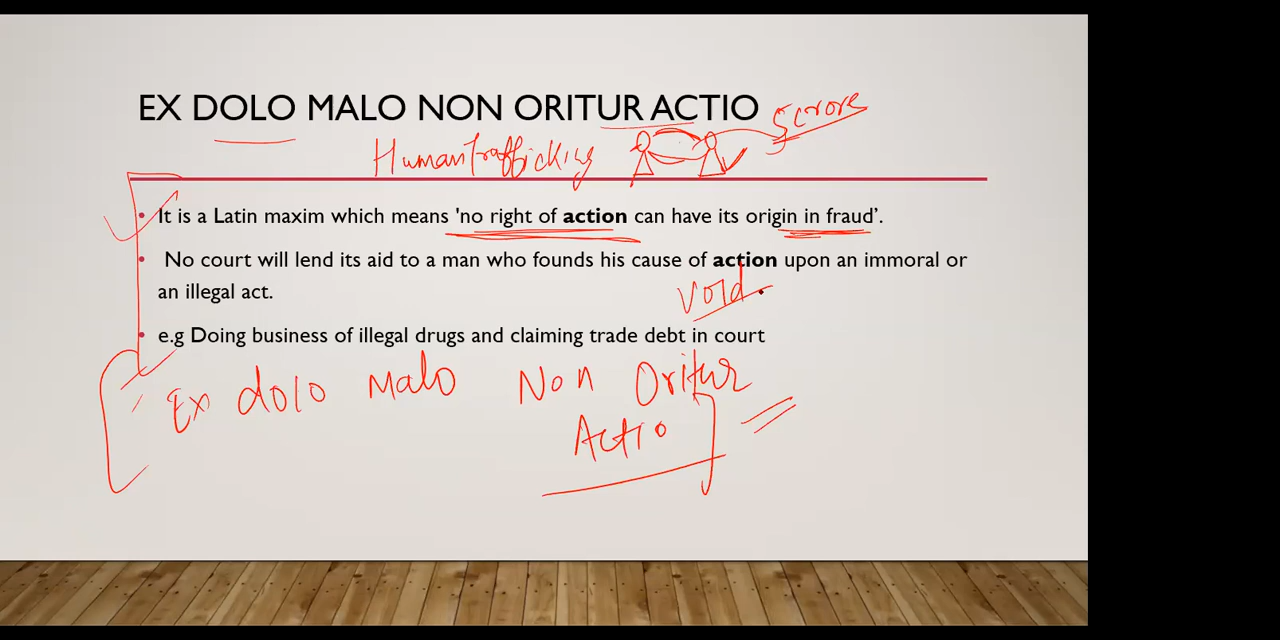 EX DOLO MALO NON ORITUR ACTIO
5 crore
Human trafficking
• It is a Latin maxim which means 'no right of action can have its origin in fraud’.
• No court will lend its aid to a man who founds his cause of action upon an immoral or
an illegal act.
void
• e.g Doing business of illegal drugs and claiming trade debt in court
Ex dolo Malo Non Oritur
Actio